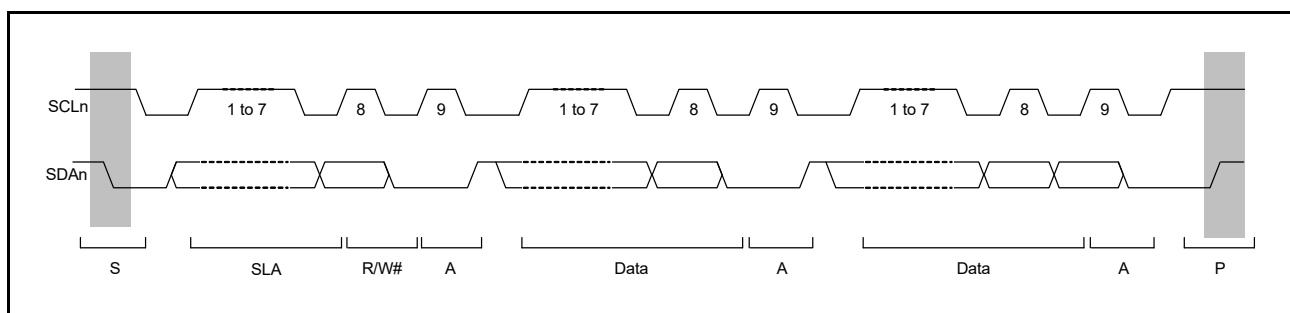 SCLn
1 to 7 8 9 1 to 7 8 9 1 to 7 8 9
SDAn
S SLA R/W# A Data A Data A P